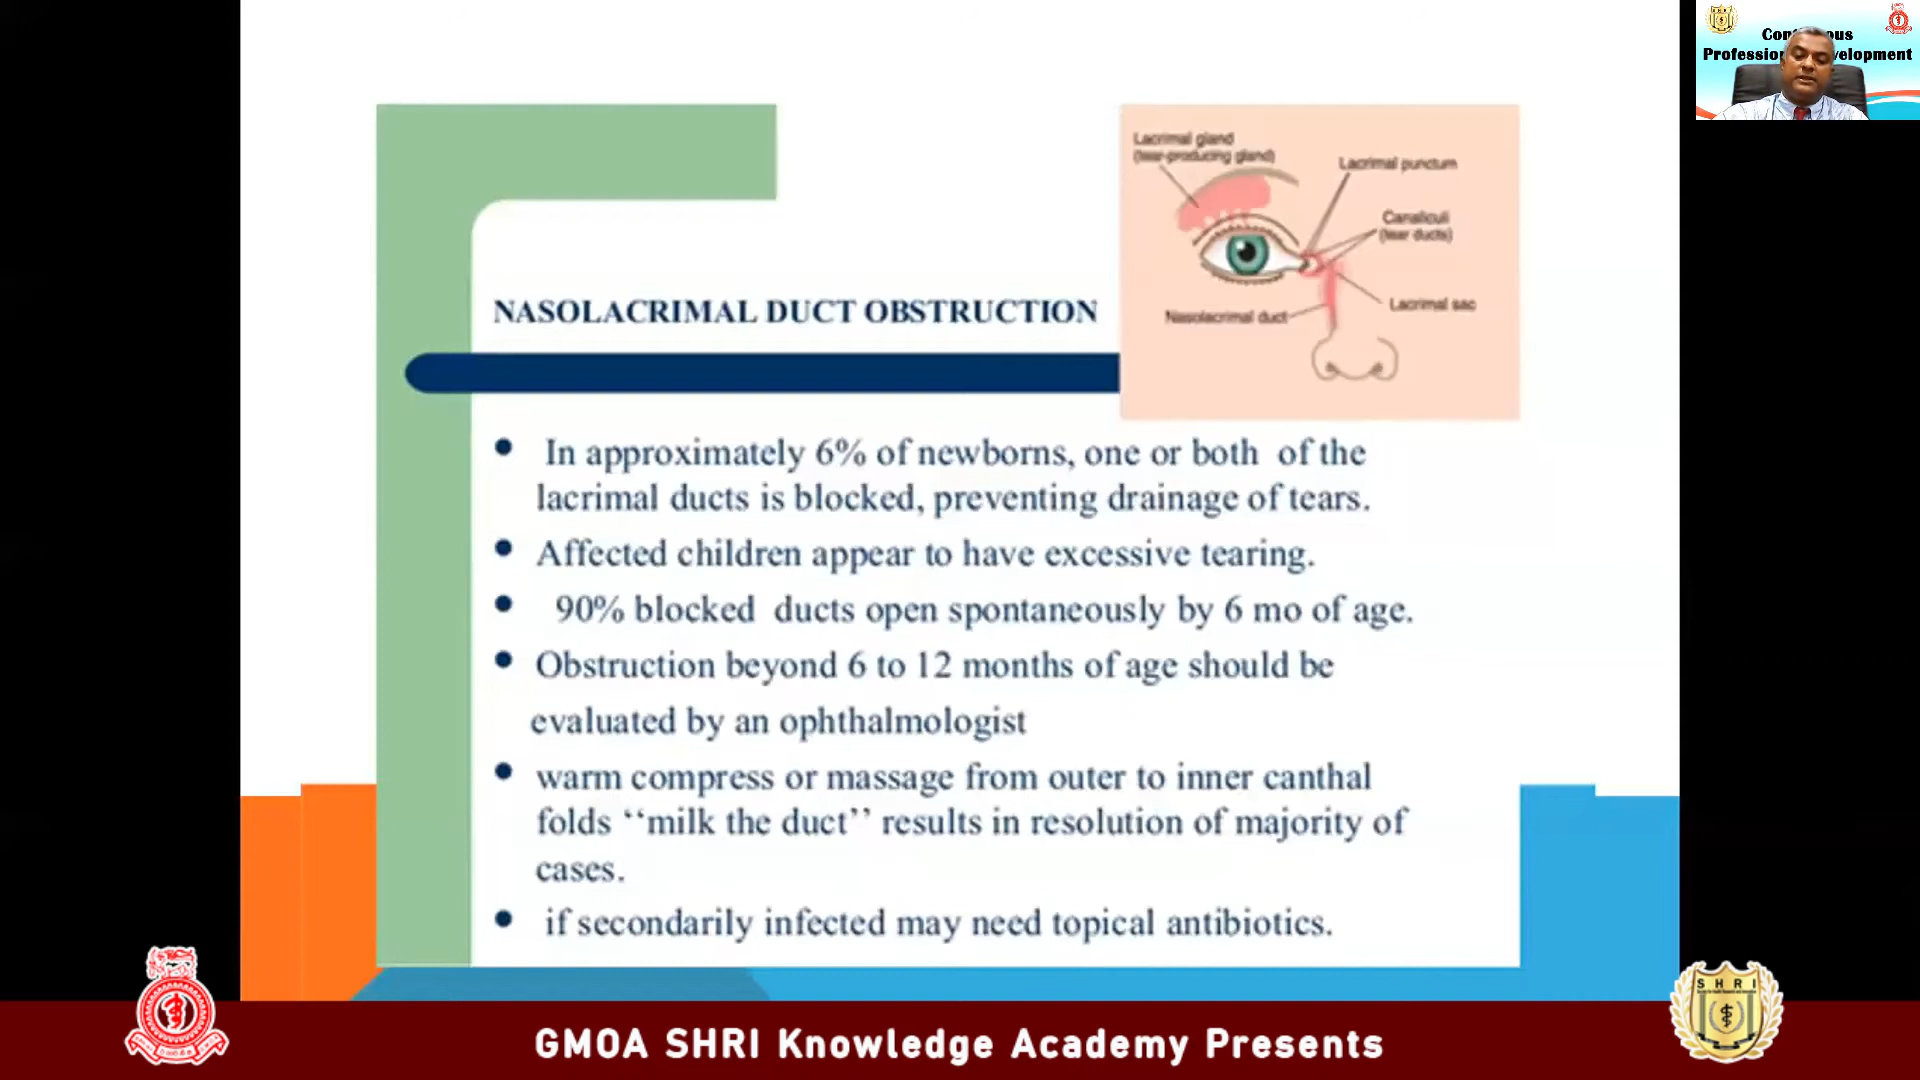 Continuous
Professional Development
Lacrimal gland
(tear-producing gland)
Lacrimal punctum
Canaliculi
(tear ducts)
Lacrimal sac
Nasolacrimal duct
NASOLACRIMAL DUCT OBSTRUCTION
• In approximately 6% of newborns, one or both of the
lacrimal ducts is blocked, preventing drainage of tears.
• Affected children appear to have excessive tearing.
• 90% blocked ducts open spontaneously by 6 mo of age.
• Obstruction beyond 6 to 12 months of age should be
evaluated by an ophthalmologist
• warm compress or massage from outer to inner canthal
folds ‘‘milk the duct’’ results in resolution of majority of
cases.
• if secondarily infected may need topical antibiotics.
SHRI
GMOA SHRI Knowledge Academy Presents